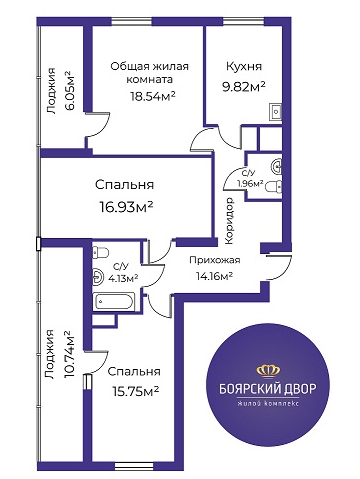 Лоджия
6.05м²
Общая жилая
комната
18.54м²
Кухня
9.82м²
Спальня
16.93м²
С/У
1.96м²
Коридор
С/У
4.13м²
Прихожая
14.16м²
Лоджия
10.74м²
Спальня
15.75м²
БОЯРСКИЙ ДВОР
жилой комплекс